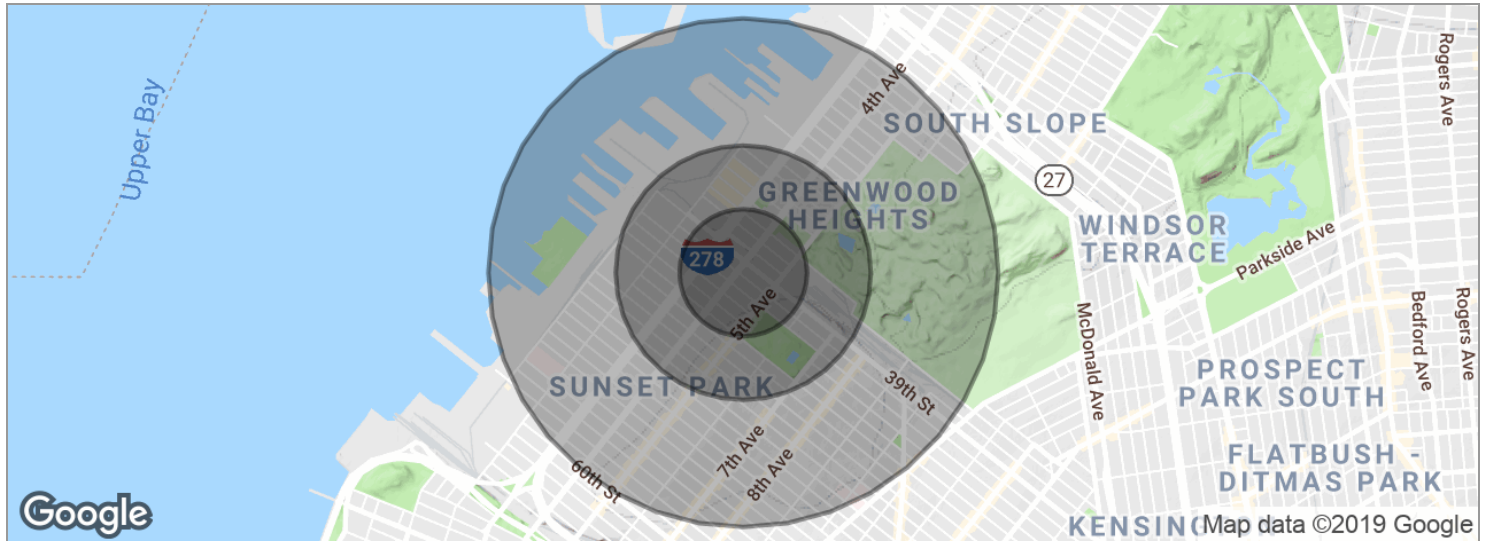 Rogers Ave
4th Ave
Upper Bay
SOUTH SLOPE
27
GREENWOOD
HEIGHTS
WINDSOR
TERRACE
Parkside Ave
278
5th Ave
McDonald Ave
Bedford Ave
Rogers Ave
SUNSET PARK
39th St
PROSPECT
PARK SOUTH
7th Ave
8th Ave
60th St
FLATBUSH -
DITMAS PARK
Google
Map data ©2019 Google